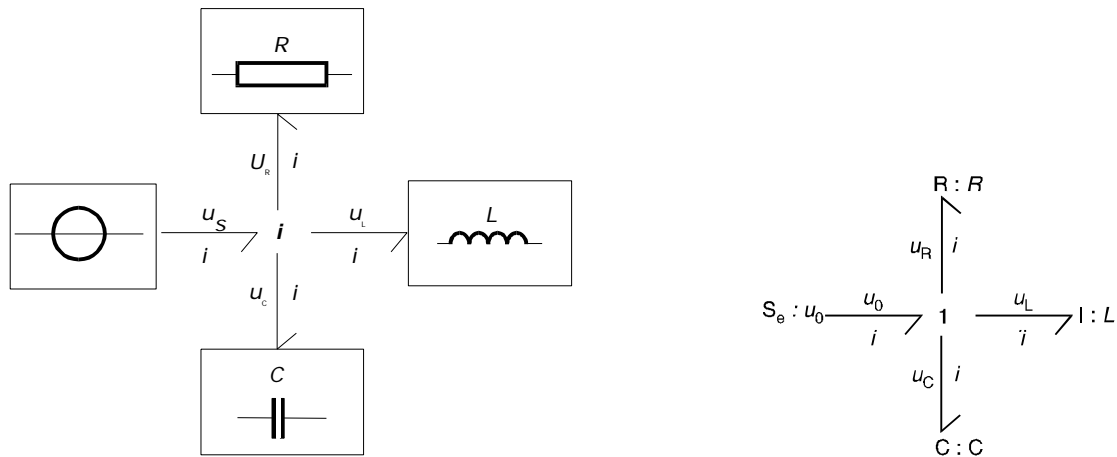 R
U_R i
u_S i u_L
i i
L
u_C i
C
R : R
u_R i
S_e : u_0 u_0 1 u_L I : L
i ï
u_C i
C : C